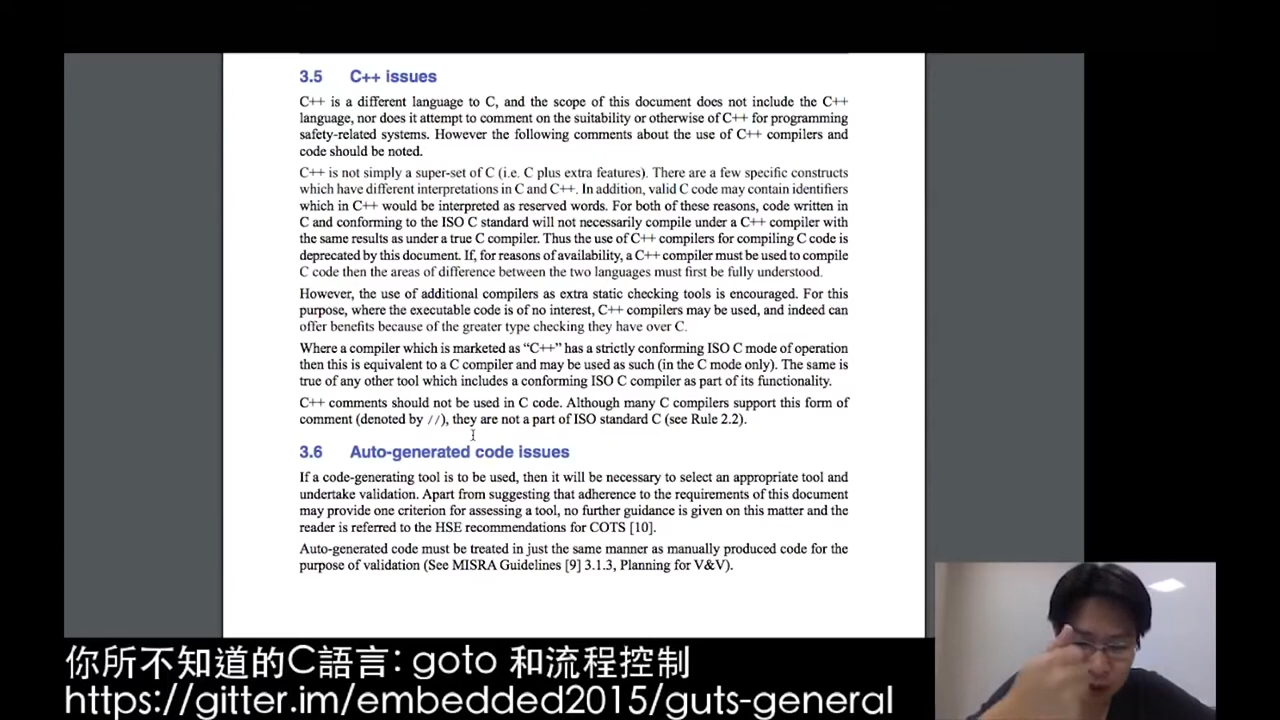 3.5 C++ issues
C++ is a different language to C, and the scope of this document does not include the C++
language, nor does it attempt to comment on the suitability or otherwise of C++ for programming
safety-related systems. However the following comments about the use of C++ compilers and
code should be noted.
C++ is not simply a super-set of C (i.e. C plus extra features). There are a few specific constructs
which have different interpretations in C and C++. In addition, valid C code may contain identifiers
which in C++ would be interpreted as reserved words. For both of these reasons, code written in
C and conforming to the ISO C standard will not necessarily compile under a C++ compiler with
the same results as under a true C compiler. Thus the use of C++ compilers for compiling C code is
deprecated by this document. If, for reasons of availability, a C++ compiler must be used to compile
C code then the areas of difference between the two languages must first be fully understood.
However, the use of additional compilers as extra static checking tools is encouraged. For this
purpose, where the executable code is of no interest, C++ compilers may be used, and indeed can
offer benefits because of the greater type checking they have over C.
Where a compiler which is marketed as “C++” has a strictly conforming ISO C mode of operation
then this is equivalent to a C compiler and may be used as such (in the C mode only). The same is
true of any other tool which includes a conforming ISO C compiler as part of its functionality.
C++ comments should not be used in C code. Although many C compilers support this form of
comment (denoted by //), they are not a part of ISO standard C (see Rule 2.2).
3.6 Auto-generated code issues
If a code-generating tool is to be used, then it will be necessary to select an appropriate tool and
undertake validation. Apart from suggesting that adherence to the requirements of this document
may provide one criterion for assessing a tool, no further guidance is given on this matter and the
reader is referred to the HSE recommendations for COTS [10].
Auto-generated code must be treated in just the same manner as manually produced code for the
purpose of validation (See MISRA Guidelines [9] 3.1.3, Planning for V&V).
你所不知道的C語言: goto 和流程控制
https://gitter.im/embedded2015/guts-general